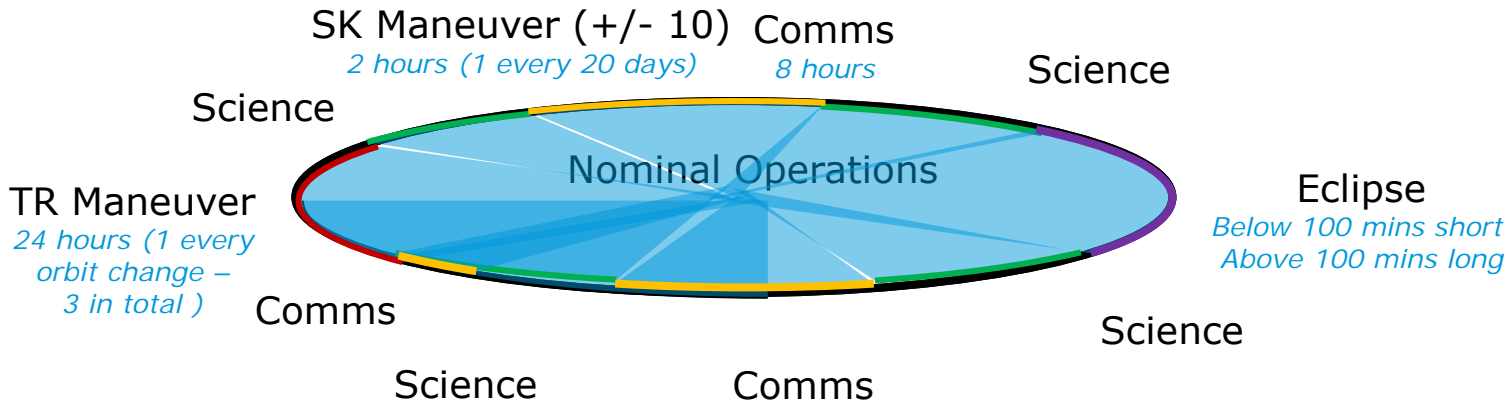 SK Maneuver (+/- 10)
2 hours (1 every 20 days)
Comms
8 hours
Science
Science
Nominal Operations
TR Maneuver
24 hours (1 every
orbit change –
3 in total )
Eclipse
Below 100 mins short
Above 100 mins long
Comms
Science
Science
Comms